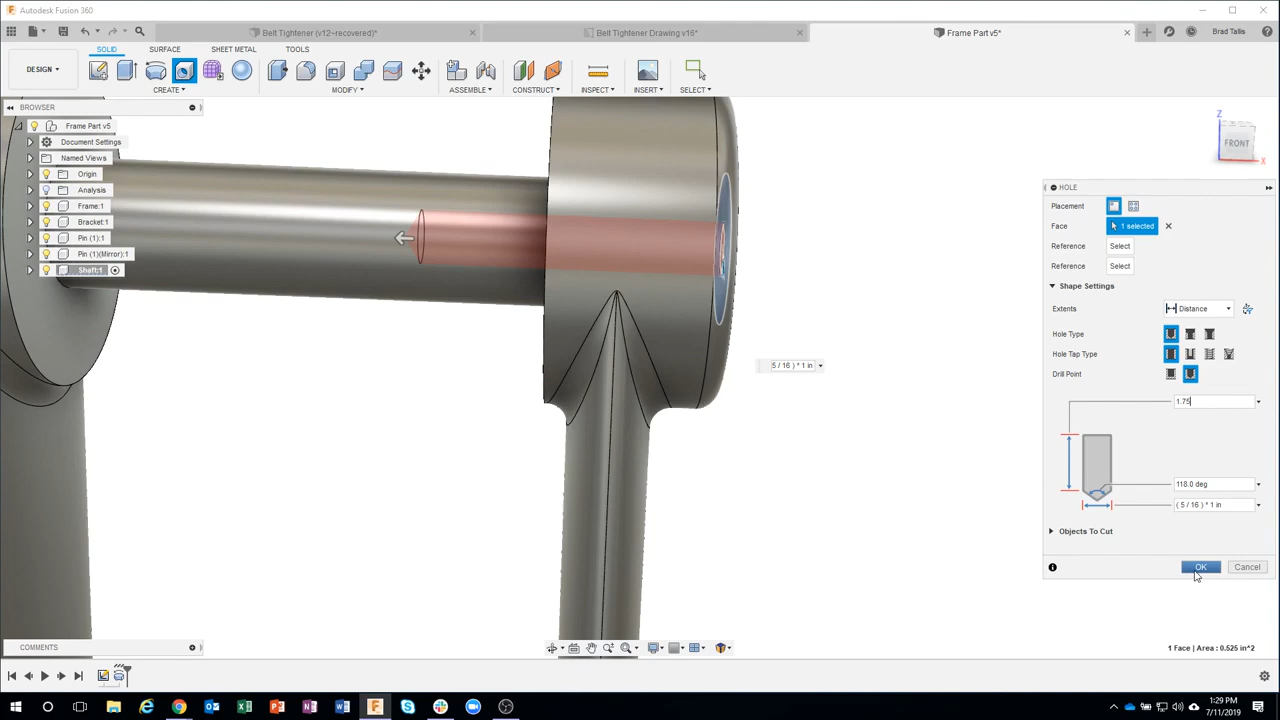 Autodesk Fusion 360
Belt Tightener (v12~recovered)*
Belt Tightener Drawing v16*
Frame Part v5*
Brad Tallis
SOLID SURFACE SHEET METAL TOOLS
DESIGN
CREATE MODIFY ASSEMBLE CONSTRUCT INSPECT INSERT SELECT
BROWSER
Frame Part v5
Document Settings
Named Views
Origin
Analysis
Frame:1
Bracket:1
Pin (1):1
Pin (1)(Mirror):1
Shaft:1
Z
FRONT
X
5 / 16 ) * 1 in
HOLE
Placement
Face 1 selected
Reference Select
Reference Select
Shape Settings
Extents Distance
Hole Type
Hole Tap Type
Drill Point
1.75
118.0 deg
( 5 / 16 ) * 1 in
Objects To Cut
OK Cancel
COMMENTS
1 Face | Area : 0.525 in^2
1:29 PM
7/11/2019